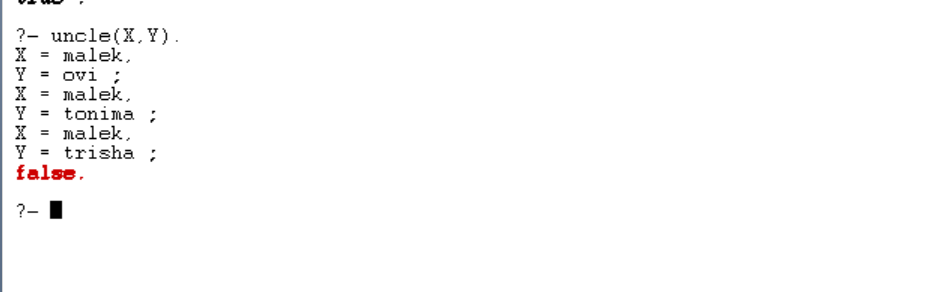 ?- uncle(X,Y).
X = malek,
Y = ovi ;
X = malek,
Y = tonima ;
X = malek,
Y = trisha ;
false.
?-